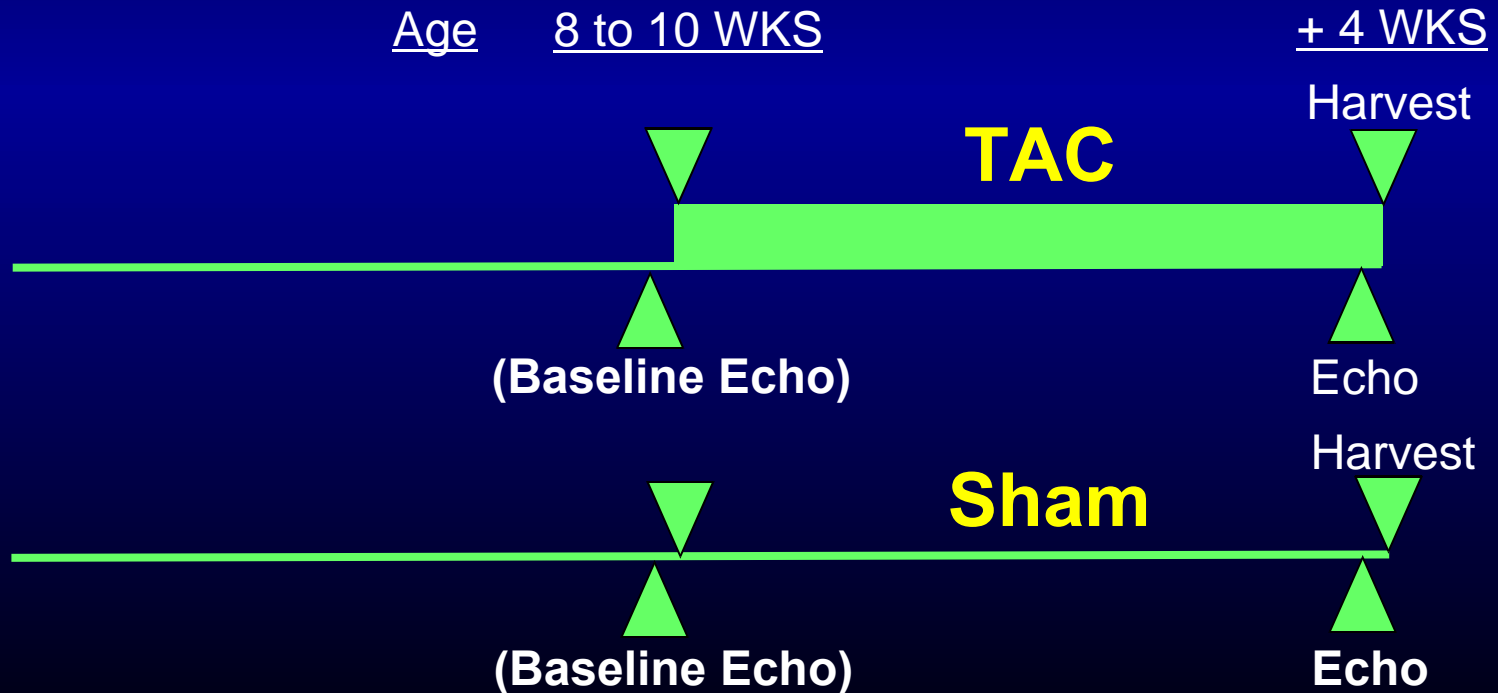 Age 8 to 10 WKS + 4 WKS
Harvest
TAC
(Baseline Echo) Echo
Harvest
Sham
(Baseline Echo) Echo